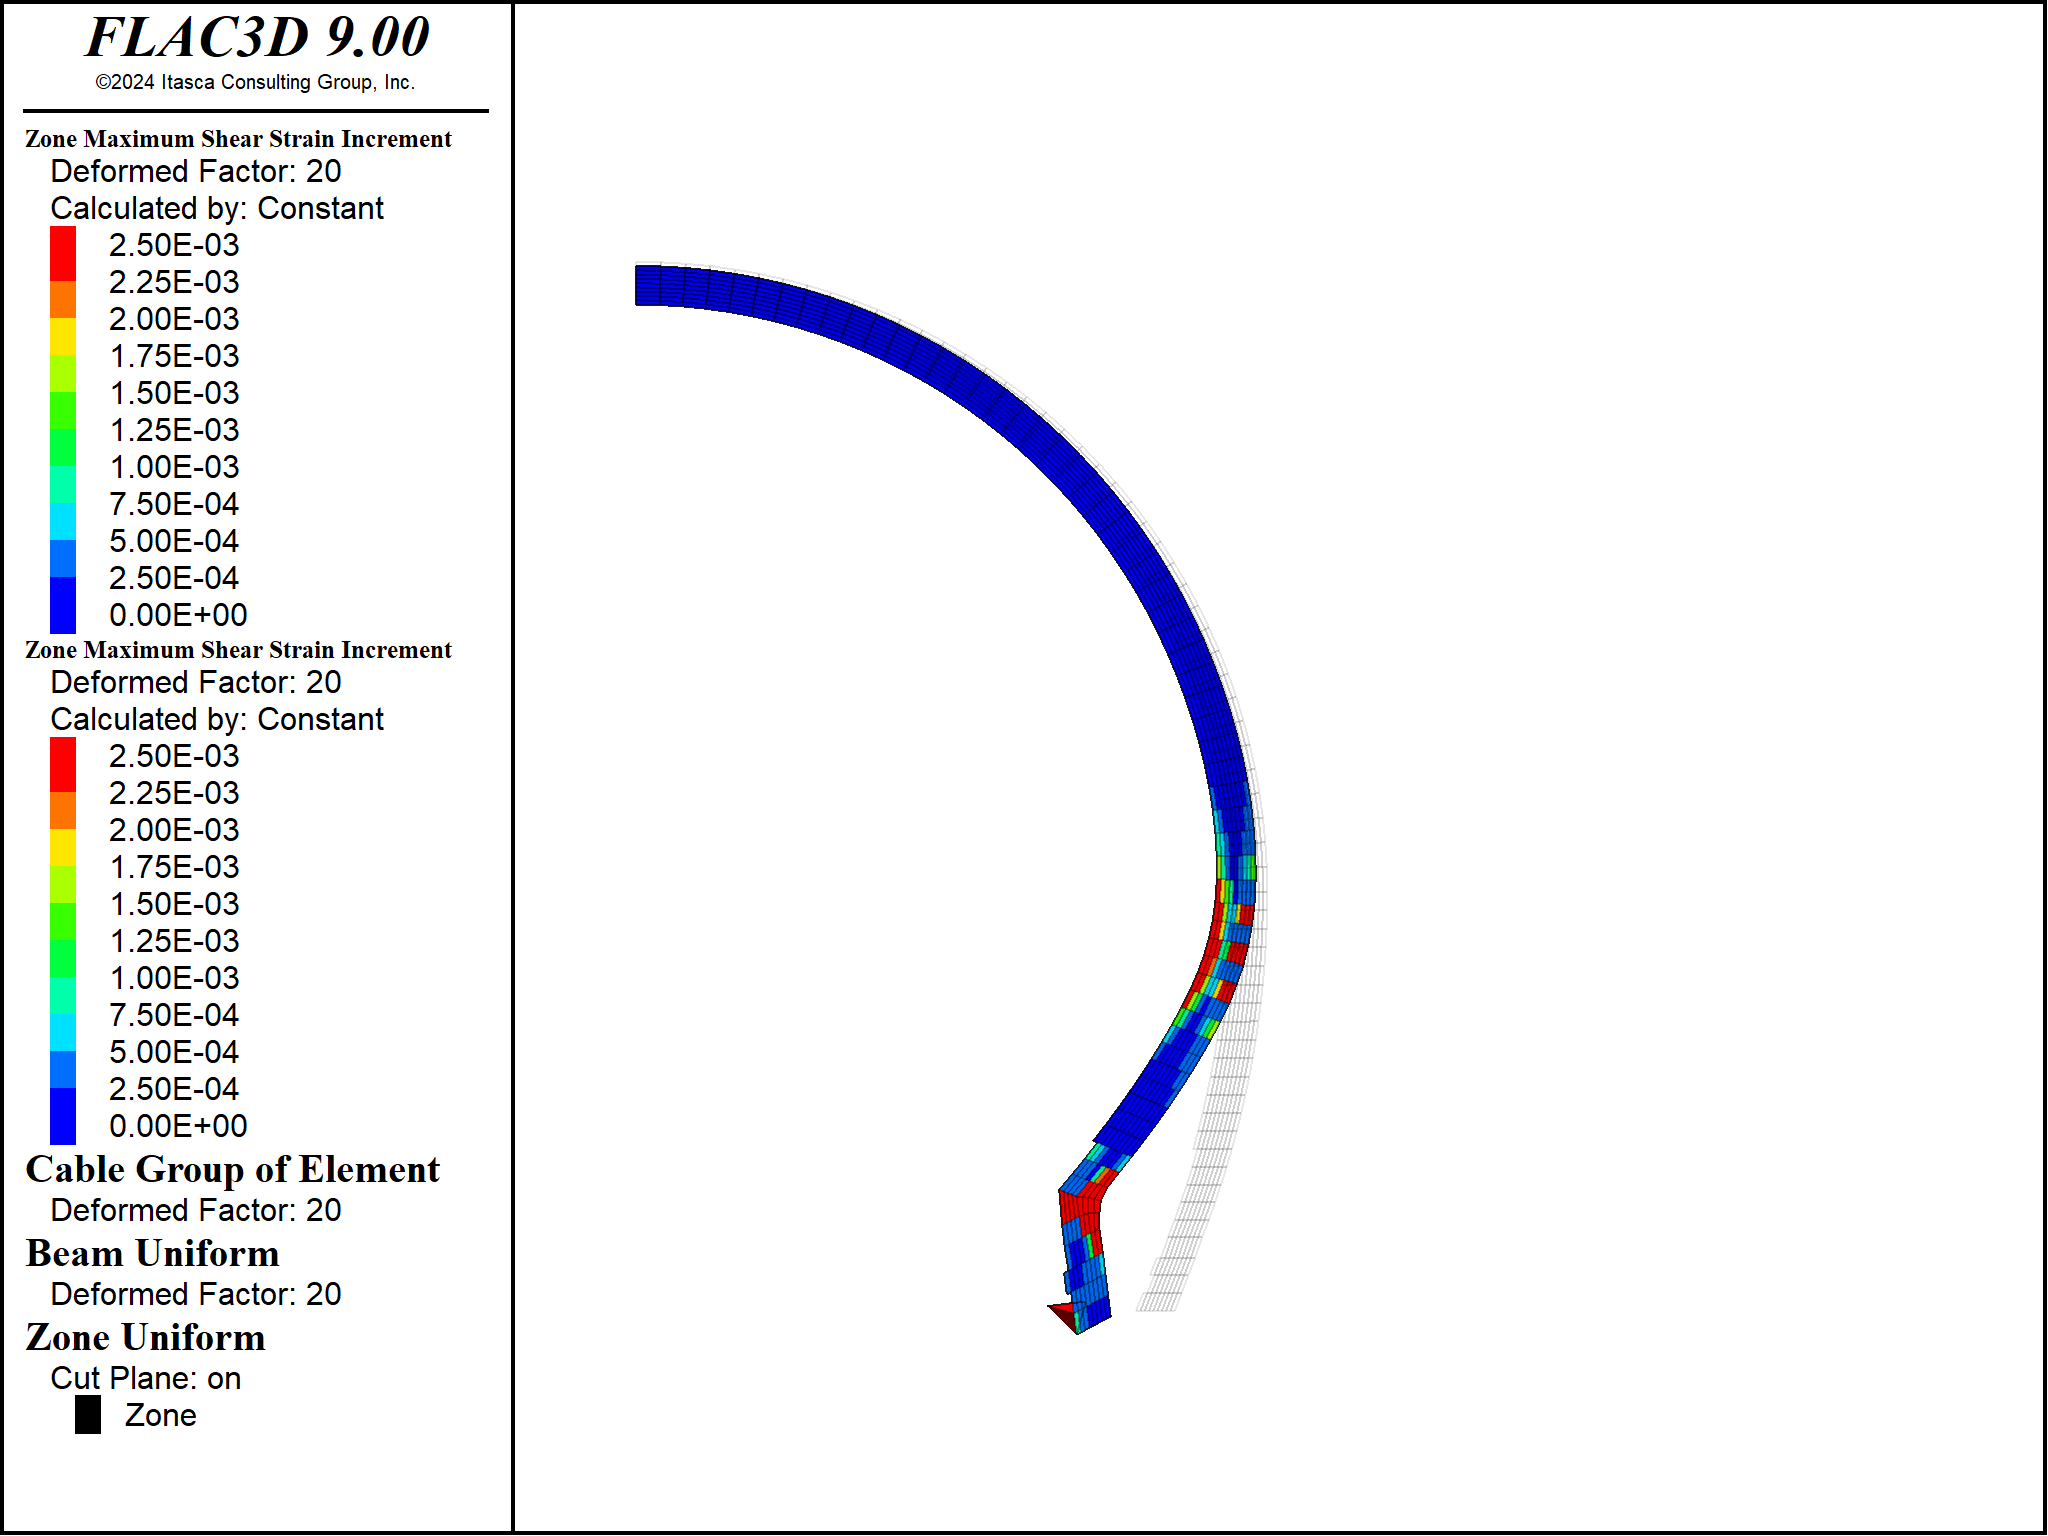 FLAC3D 9.00
©2024 Itasca Consulting Group, Inc.
Zone Maximum Shear Strain Increment
Deformed Factor: 20
Calculated by: Constant
2.50E-03
2.25E-03
2.00E-03
1.75E-03
1.50E-03
1.25E-03
1.00E-03
7.50E-04
5.00E-04
2.50E-04
0.00E+00
Zone Maximum Shear Strain Increment
Deformed Factor: 20
Calculated by: Constant
2.50E-03
2.25E-03
2.00E-03
1.75E-03
1.50E-03
1.25E-03
1.00E-03
7.50E-04
5.00E-04
2.50E-04
0.00E+00
Cable Group of Element
Deformed Factor: 20
Beam Uniform
Deformed Factor: 20
Zone Uniform
Cut Plane: on
Zone